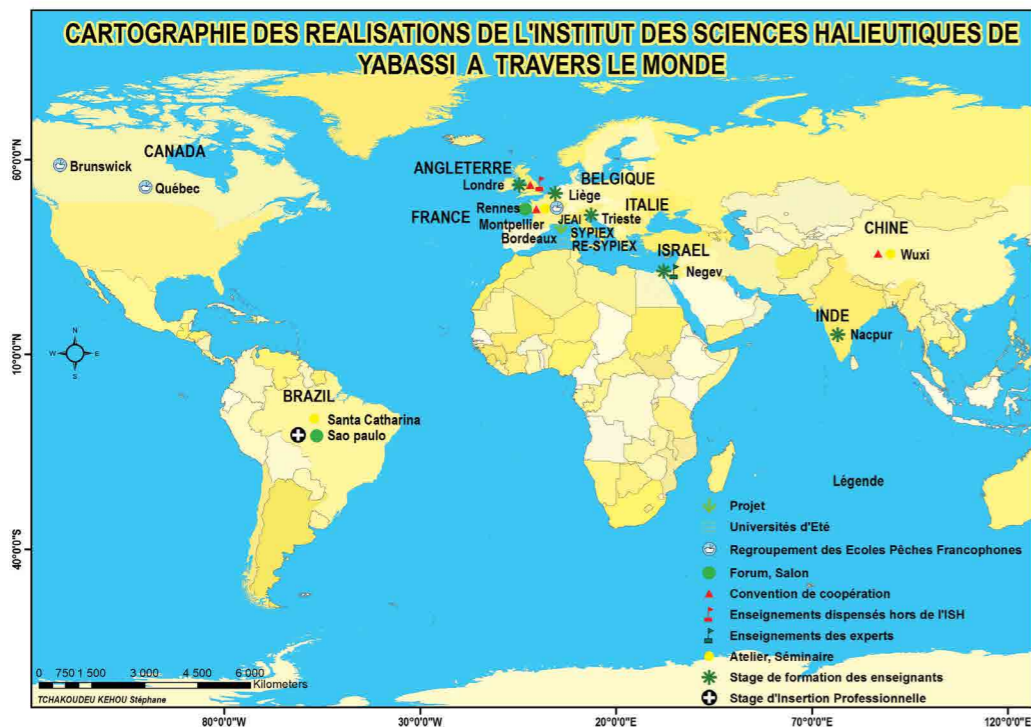 CARTOGRAPHIE DES REALISATIONS DE L'INSTITUT DES SCIENCES HALIEUTIQUES DE
YABASSI A TRAVERS LE MONDE
60°0'0"N
10°0'0"N
40°0'0"S
CANADA
Brunswick
Québec
ANGLETERRE
Londre
BELGIQUE
Liège
FRANCE
Rennes
Montpellier
Bordeaux
JEAI
SYPIEX
RE-SYPIEX
ITALIE
Trieste
ISRAEL
Negev
CHINE
Wuxi
INDE
Nacpur
N
W
E
S
BRAZIL
Santa Catharina
Sao paulo
Légende
Projet
Universités d'Eté
Regroupement des Ecoles Pêches Francophones
Forum, Salon
Convention de coopération
Enseignements dispensés hors de l'ISH
Enseignements des experts
Atelier, Séminaire
Stage de formation des enseignants
Stage d'Insertion Professionnelle
0 750 1 500 3 000 4 500 6 000
Kilometers
TCHAKOUDEU KEHOU Stéphane
80°0'0"W 30°0'0"W 20°0'0"E 70°0'0"E 120°0'0"E